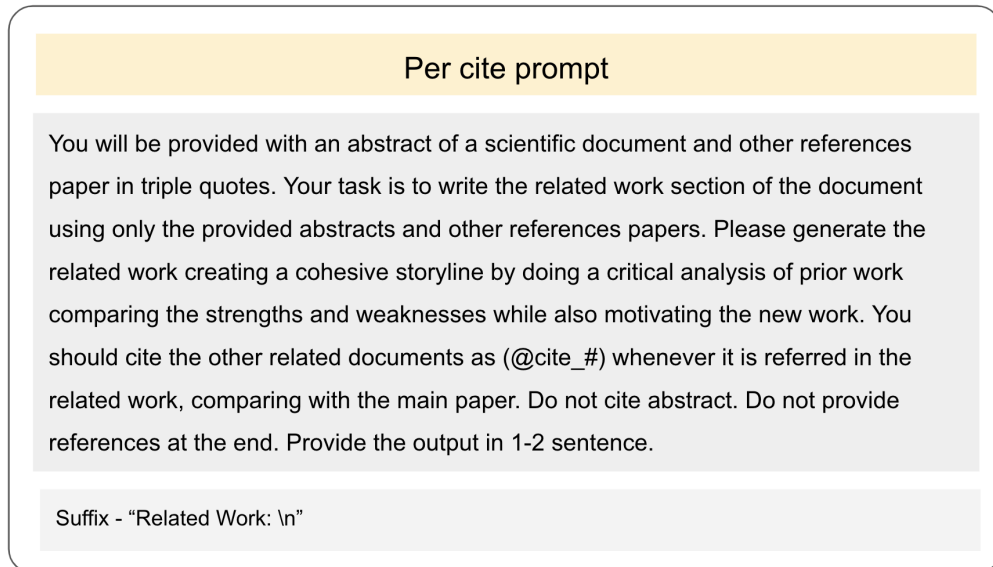 Per cite prompt
You will be provided with an abstract of a scientific document and other references
paper in triple quotes. Your task is to write the related work section of the document
using only the provided abstracts and other references papers. Please generate the
related work creating a cohesive storyline by doing a critical analysis of prior work
comparing the strengths and weaknesses while also motivating the new work. You
should cite the other related documents as (@cite_#) whenever it is referred in the
related work, comparing with the main paper. Do not cite abstract. Do not provide
references at the end. Provide the output in 1-2 sentence.
Suffix - “Related Work: \n”